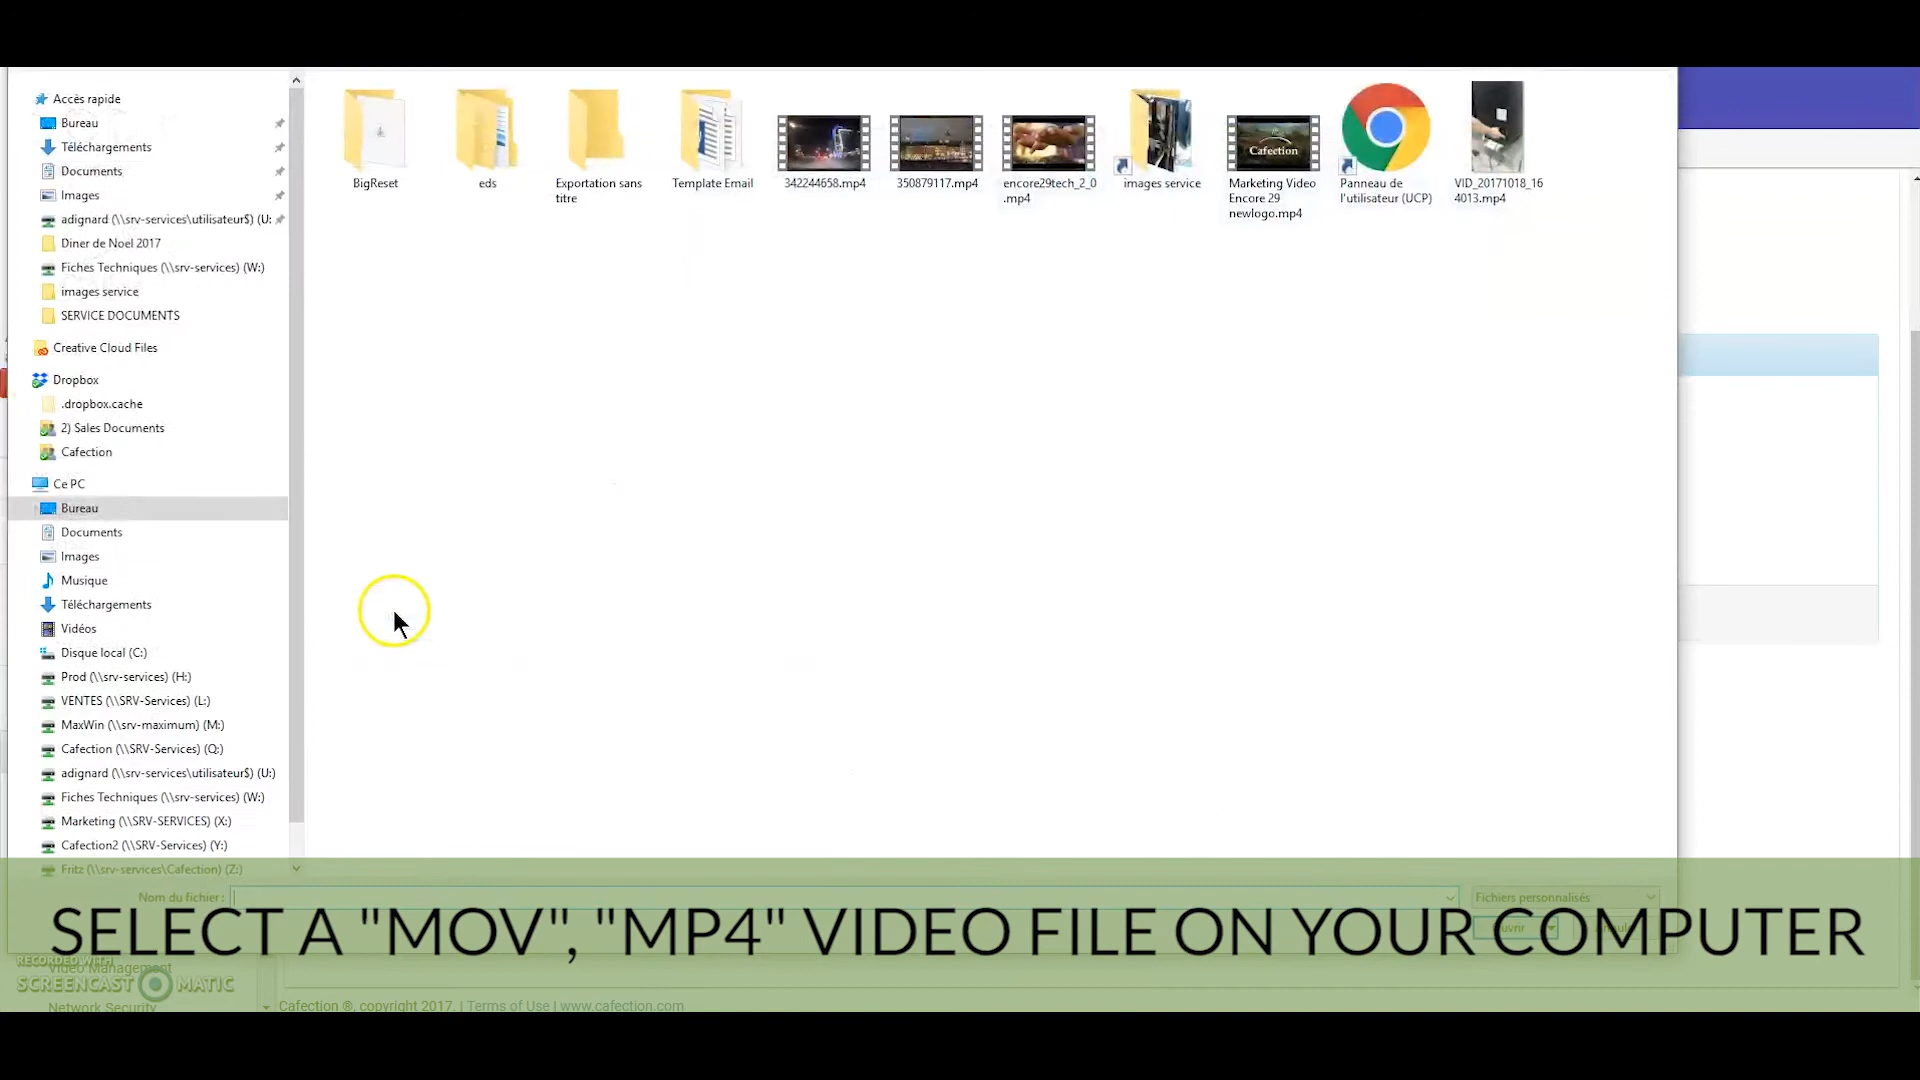 Accès rapide
Bureau
Téléchargements
Documents
Images
adignard (\\srv-services\utilisateur$) (U:
Diner de Noel 2017
Fiches Techniques (\\srv-services) (W:)
images service
SERVICE DOCUMENTS
Creative Cloud Files
Dropbox
.dropbox.cache
2) Sales Documents
Cafection
Ce PC
Bureau
Documents
Images
Musique
Téléchargements
Vidéos
Disque local (C:)
Prod (\\srv-services) (H:)
VENTES (\\SRV-Services) (L:)
MaxWin (\\srv-maximum) (M:)
Cafection (\\SRV-Services) (Q:)
adignard (\\srv-services\utilisateur$) (U:)
Fiches Techniques (\\srv-services) (W:)
Marketing (\\SRV-SERVICES) (X:)
Cafection2 (\\SRV-Services) (Y:)
Fritz (\\srv-services\Cafection) (Z:)
BigReset
eds
Exportation sans
titre
Template Email
342244658.mp4
350879117.mp4
encore29tech_2_0
.mp4
images service
Cafection
Marketing Video
Encore 29
newlogo.mp4
Panneau de
l'utilisateur (UCP)
VID_20171018_16
4013.mp4
Nom du fichier :
Fichiers personnalisés
SELECT A "MOV", "MP4" VIDEO FILE ON YOUR COMPUTER
RECORDED WITH
SCREENCAST MATIC
Video Management
Network Security
Cafection ®, copyright 2017. | Terms of Use | www.cafection.com